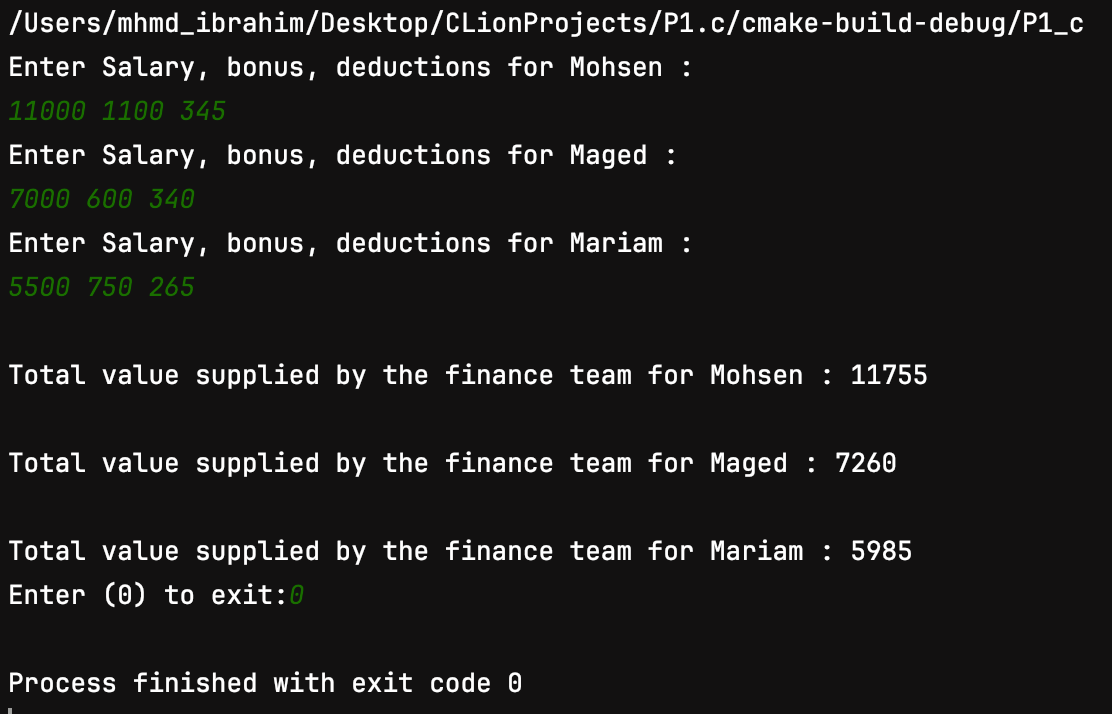 /Users/mhmd_ibrahim/Desktop/CLionProjects/P1.c/cmake-build-debug/P1_c
Enter Salary, bonus, deductions for Mohsen :
11000 1100 345
Enter Salary, bonus, deductions for Maged :
7000 600 340
Enter Salary, bonus, deductions for Mariam :
5500 750 265
Total value supplied by the finance team for Mohsen : 11755
Total value supplied by the finance team for Maged : 7260
Total value supplied by the finance team for Mariam : 5985
Enter (0) to exit:0
Process finished with exit code 0